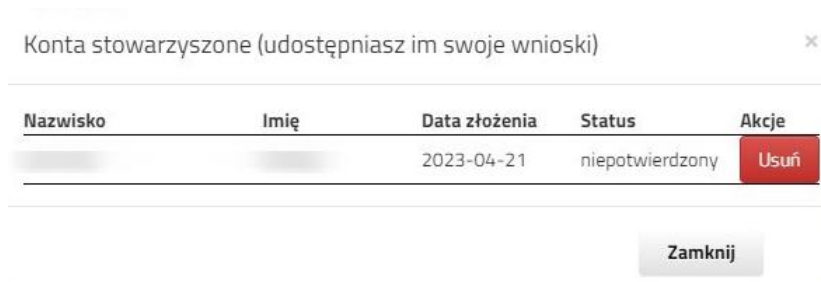 Konta stowarzyszone (udostępniasz im swoje wnioski) ×
Nazwisko Imię Data złożenia Status Akcje
2023-04-21 niepotwierdzony Usuń
Zamknij